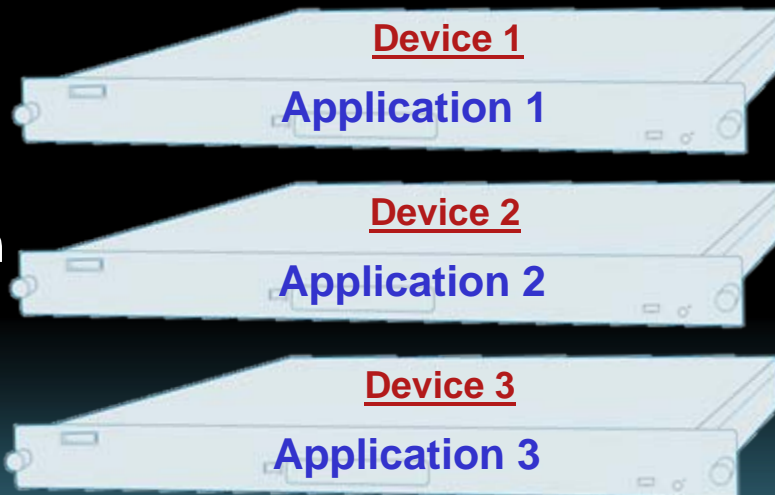 Device 1
Application 1
Device 2
Application 2
Device 3
Application 3